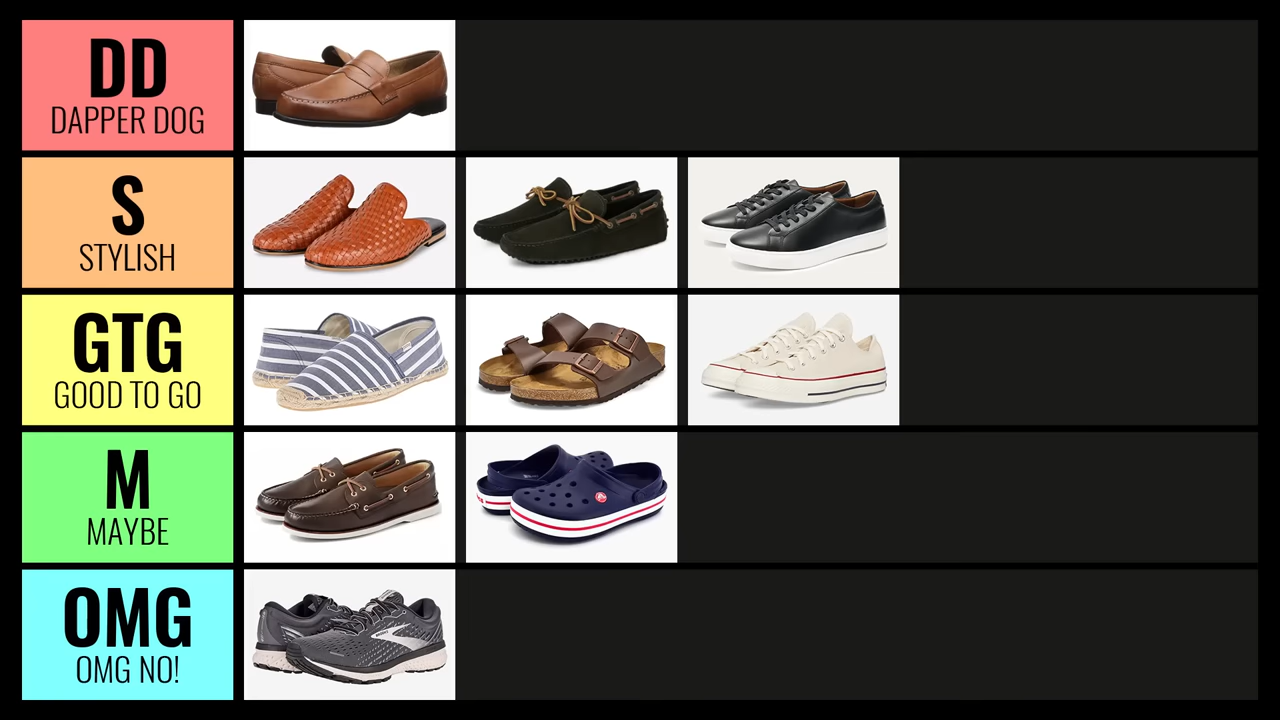 DD
DAPPER DOG
S
STYLISH
GTG
GOOD TO GO
M
MAYBE
OMG
OMG NO!